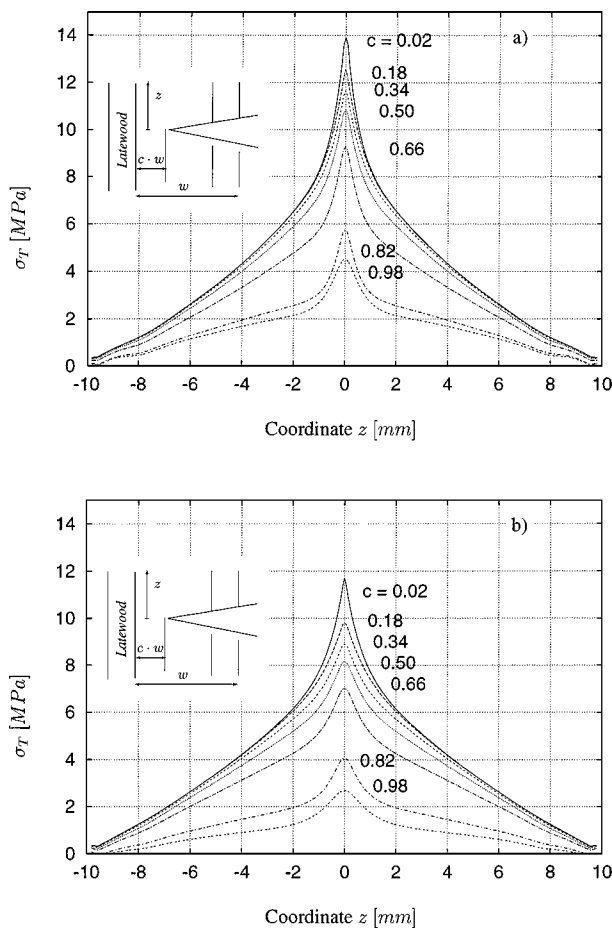 14
12
10
8
6
4
2
0
σ_T [MPa]
a)
c = 0.02
0.18
0.34
0.50
0.66
0.82
0.98
Latewood
z
c · w
w
-10 -8 -6 -4 -2 0 2 4 6 8 10
Coordinate z [mm]
14
12
10
8
6
4
2
0
σ_T [MPa]
b)
c = 0.02
0.18
0.34
0.50
0.66
0.82
0.98
Latewood
z
c · w
w
-10 -8 -6 -4 -2 0 2 4 6 8 10
Coordinate z [mm]